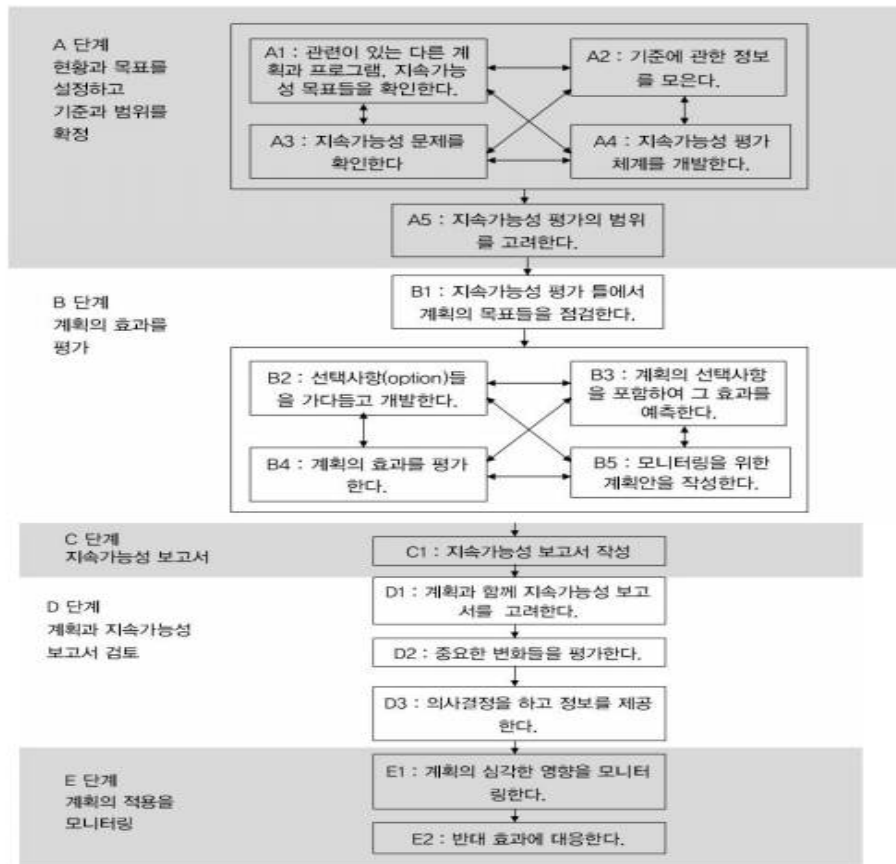 A 단계
현황과 목표를
설정하고
기준과 범위를
확정
A1 : 관련이 있는 다른 계
획과 프로그램, 지속가능
성 목표들을 확인한다.
A2 : 기준에 관한 정보
를 모은다.
A3 : 지속가능성 문제를
확인한다
A4 : 지속가능성 평가
체계를 개발한다.
A5 : 지속가능성 평가의 범위
를 고려한다.
B 단계
계획의 효과를
평가
B1 : 지속가능성 평가 틀에서
계획의 목표들을 점검한다.
B2 : 선택사항(option)들
을 가다듬고 개발한다.
B3 : 계획의 선택사항
을 포함하여 그 효과를
예측한다.
B4 : 계획의 효과를 평가
한다.
B5 : 모니터링을 위한
계획안을 작성한다.
C 단계
지속가능성 보고서
C1 : 지속가능성 보고서 작성
D 단계
계획과 지속가능성
보고서 검토
D1 : 계획과 함께 지속가능성 보고
서를 고려한다.
D2 : 중요한 변화들을 평가한다.
D3 : 의사결정을 하고 정보를 제공
한다.
E 단계
계획의 적용을
모니터링
E1 : 계획의 심각한 영향을 모니터
링한다.
E2 : 반대 효과에 대응한다.